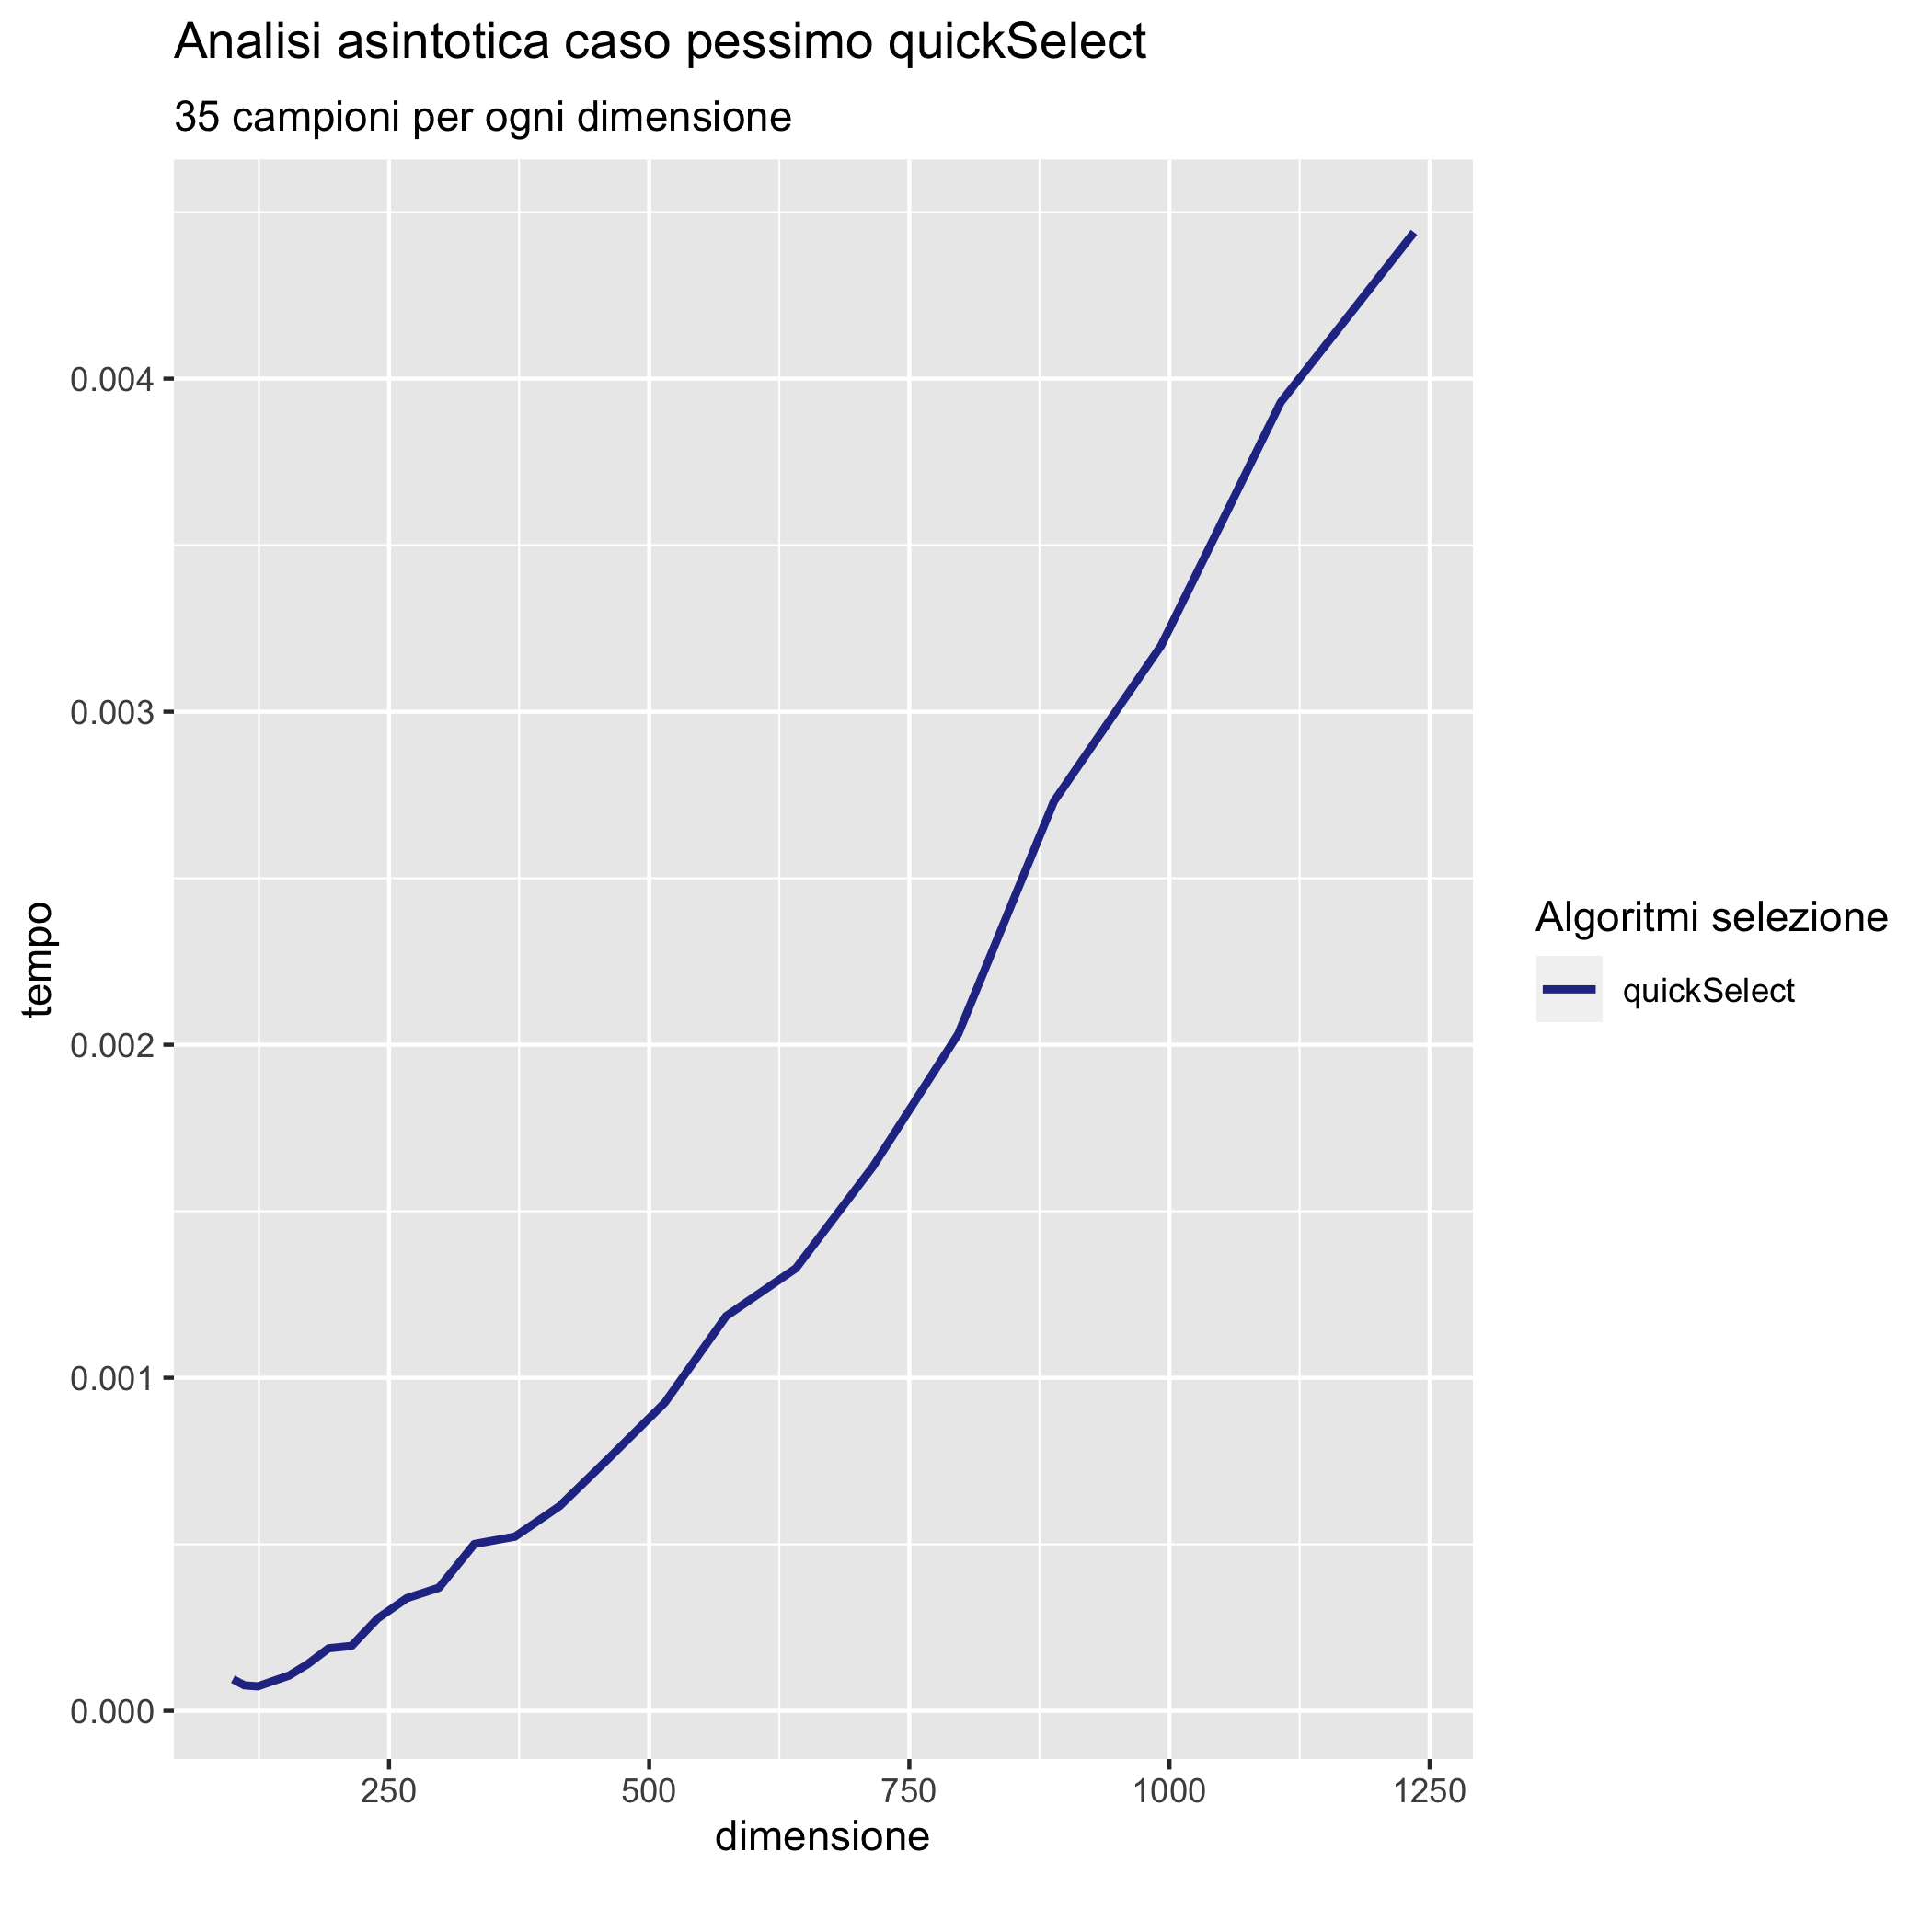 Analisi asintotica caso pessimo quickSelect
35 campioni per ogni dimensione
tempo
0.004
0.003
0.002
0.001
0.000
250 500 750 1000 1250
dimensione
Algoritmi selezione
quickSelect